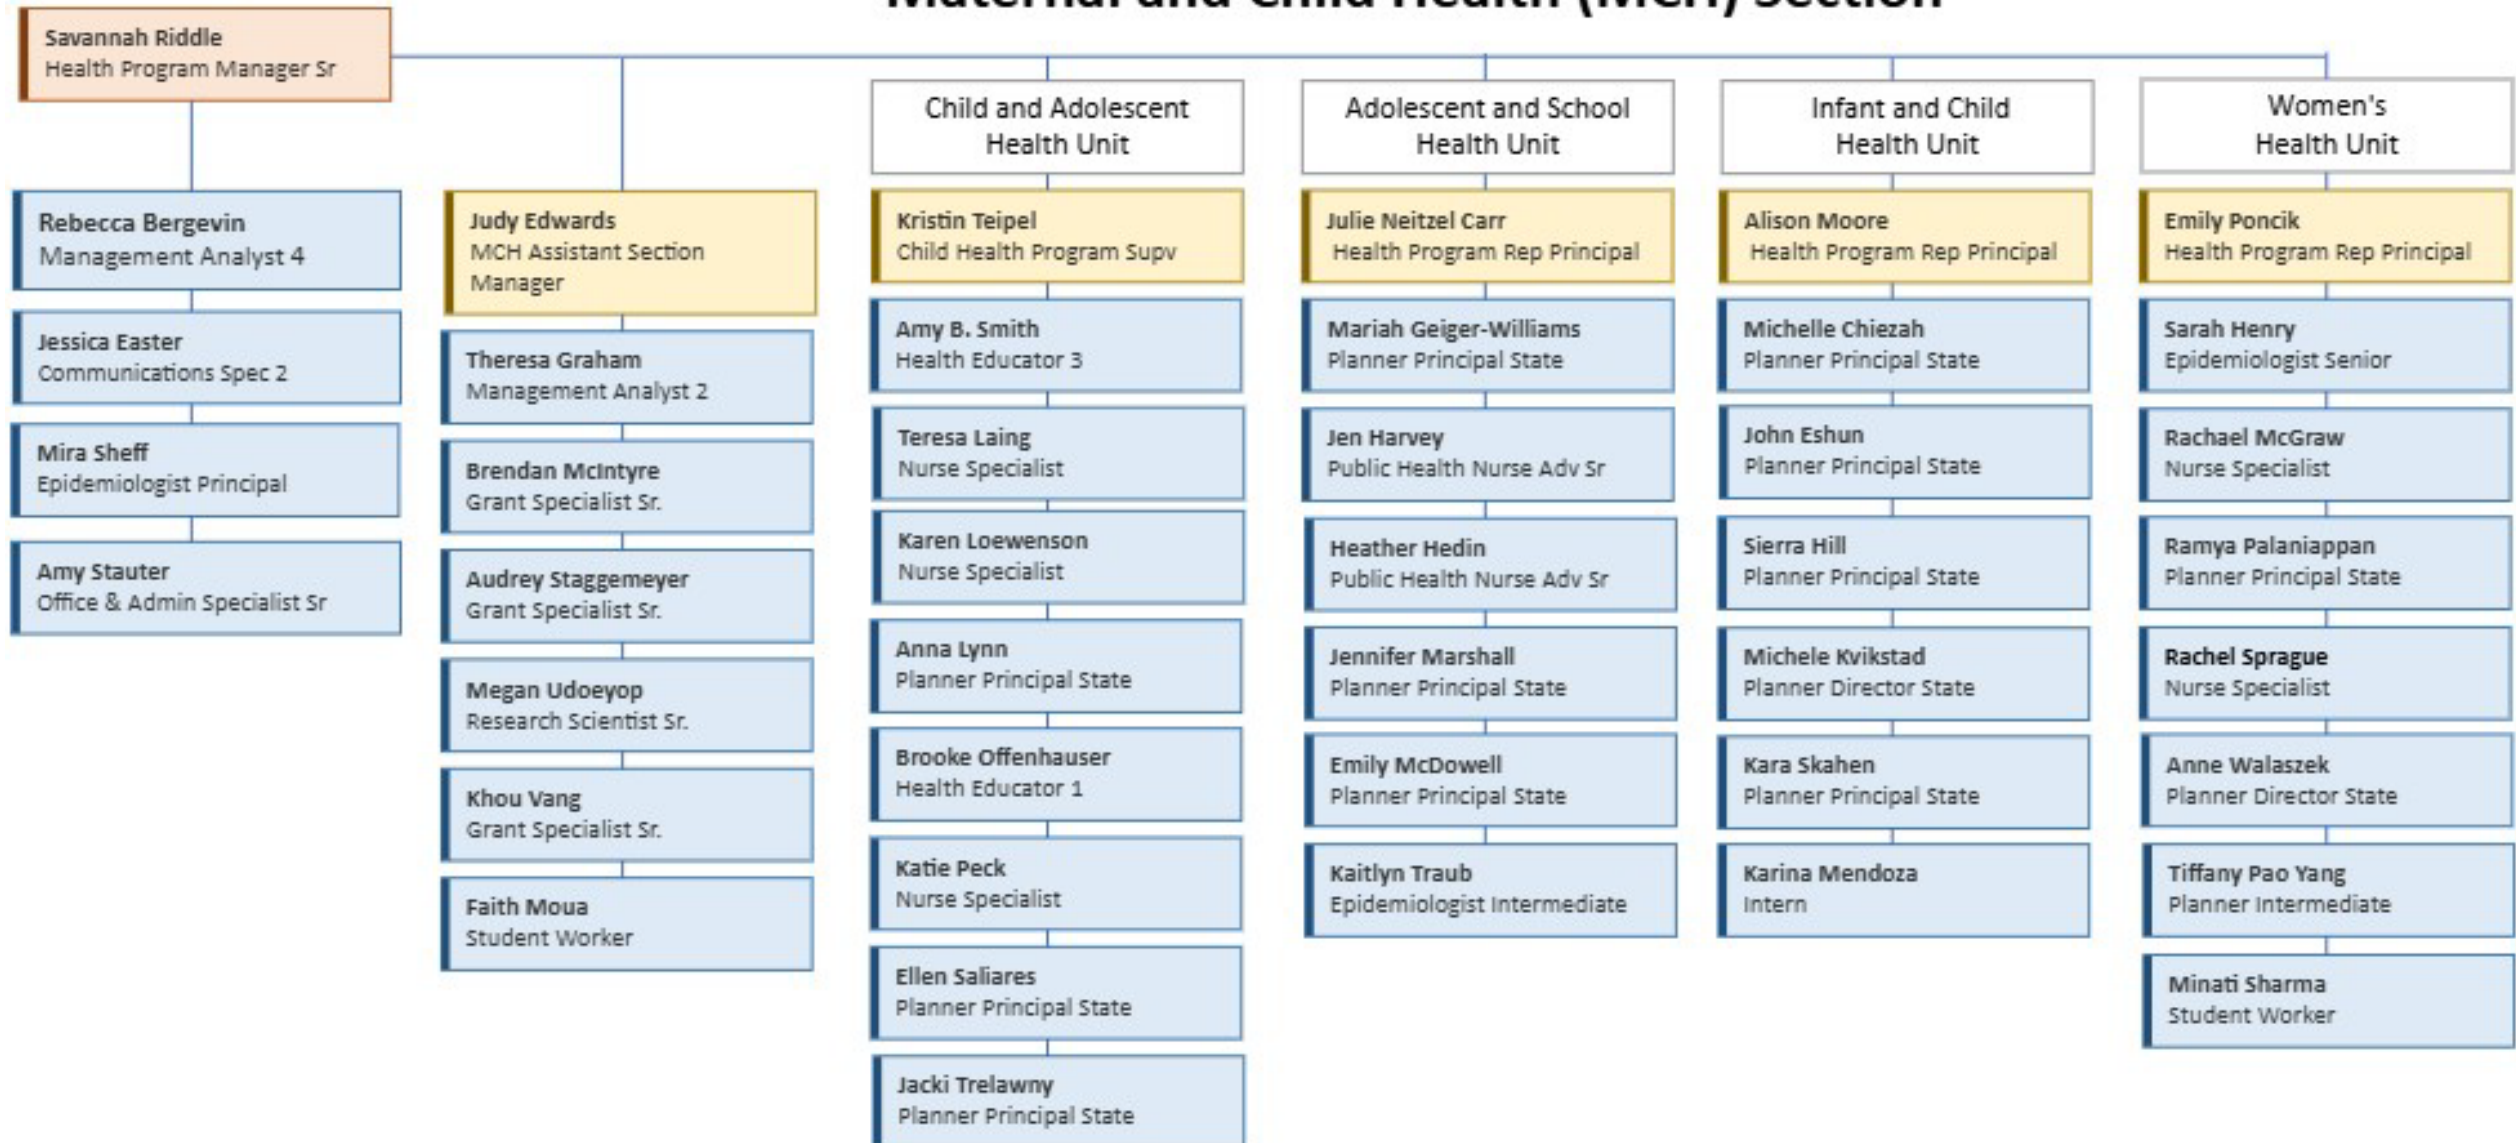 Maternal and Child Health (MCH) Section
Savannah Riddle
Health Program Manager Sr
Rebecca Bergevin
Management Analyst 4
Jessica Easter
Communications Spec 2
Mira Sheff
Epidemiologist Principal
Amy Stauter
Office & Admin Specialist Sr
Judy Edwards
MCH Assistant Section
Manager
Theresa Graham
Management Analyst 2
Brendan McIntyre
Grant Specialist Sr.
Audrey Staggemeyer
Grant Specialist Sr.
Megan Udoeyop
Research Scientist Sr.
Khou Vang
Grant Specialist Sr.
Faith Moua
Student Worker
Child and Adolescent
Health Unit
Kristin Teipel
Child Health Program Supv
Amy B. Smith
Health Educator 3
Teresa Laing
Nurse Specialist
Karen Loewenson
Nurse Specialist
Anna Lynn
Planner Principal State
Brooke Offenhauser
Health Educator 1
Katie Peck
Nurse Specialist
Ellen Saliares
Planner Principal State
Jacki Trelawny
Planner Principal State
Adolescent and School
Health Unit
Julie Neitzel Carr
Health Program Rep Principal
Mariah Geiger-Williams
Planner Principal State
Jen Harvey
Public Health Nurse Adv Sr
Heather Hedin
Public Health Nurse Adv Sr
Jennifer Marshall
Planner Principal State
Emily McDowell
Planner Principal State
Kaitlyn Traub
Epidemiologist Intermediate
Infant and Child
Health Unit
Alison Moore
Health Program Rep Principal
Michelle Chiezah
Planner Principal State
John Eshun
Planner Principal State
Sierra Hill
Planner Principal State
Michele Kvikstad
Planner Director State
Kara Skahen
Planner Principal State
Karina Mendoza
Intern
Women's
Health Unit
Emily Poncik
Health Program Rep Principal
Sarah Henry
Epidemiologist Senior
Rachael McGraw
Nurse Specialist
Ramya Palaniappan
Planner Principal State
Rachel Sprague
Nurse Specialist
Anne Walaszek
Planner Director State
Tiffany Pao Yang
Planner Intermediate
Minati Sharma
Student Worker